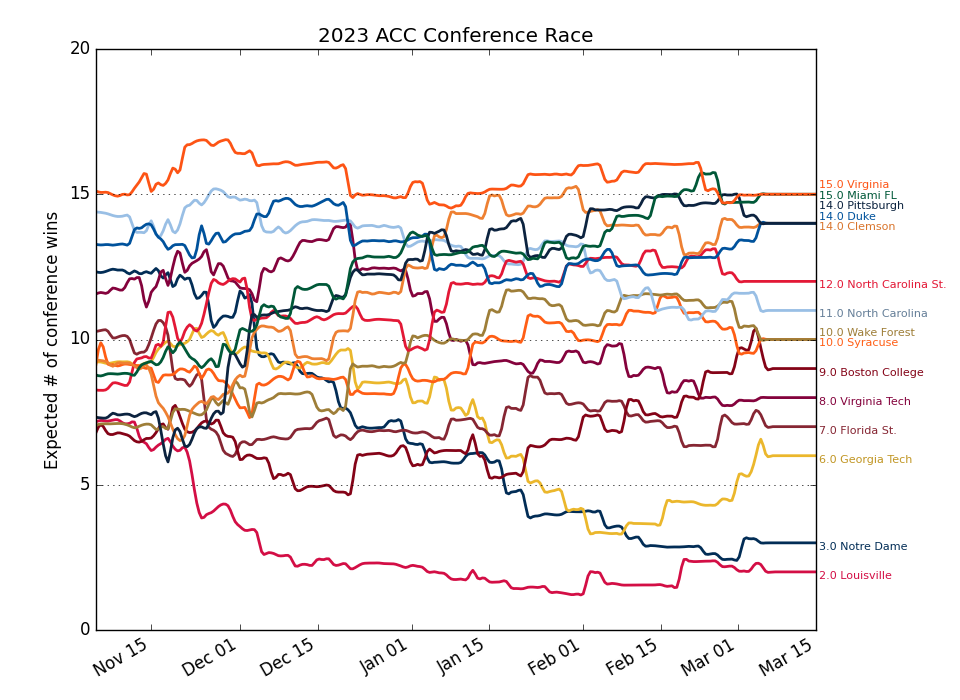 2023 ACC Conference Race
Expected # of conference wins
20
15
10
5
0
Nov 15
Dec 01
Dec 15
Jan 01
Jan 15
Feb 01
Feb 15
Mar 01
Mar 15
15.0 Virginia
15.0 Miami FL
14.0 Pittsburgh
14.0 Duke
14.0 Clemson
12.0 North Carolina St.
11.0 North Carolina
10.0 Wake Forest
10.0 Syracuse
9.0 Boston College
8.0 Virginia Tech
7.0 Florida St.
6.0 Georgia Tech
3.0 Notre Dame
2.0 Louisville